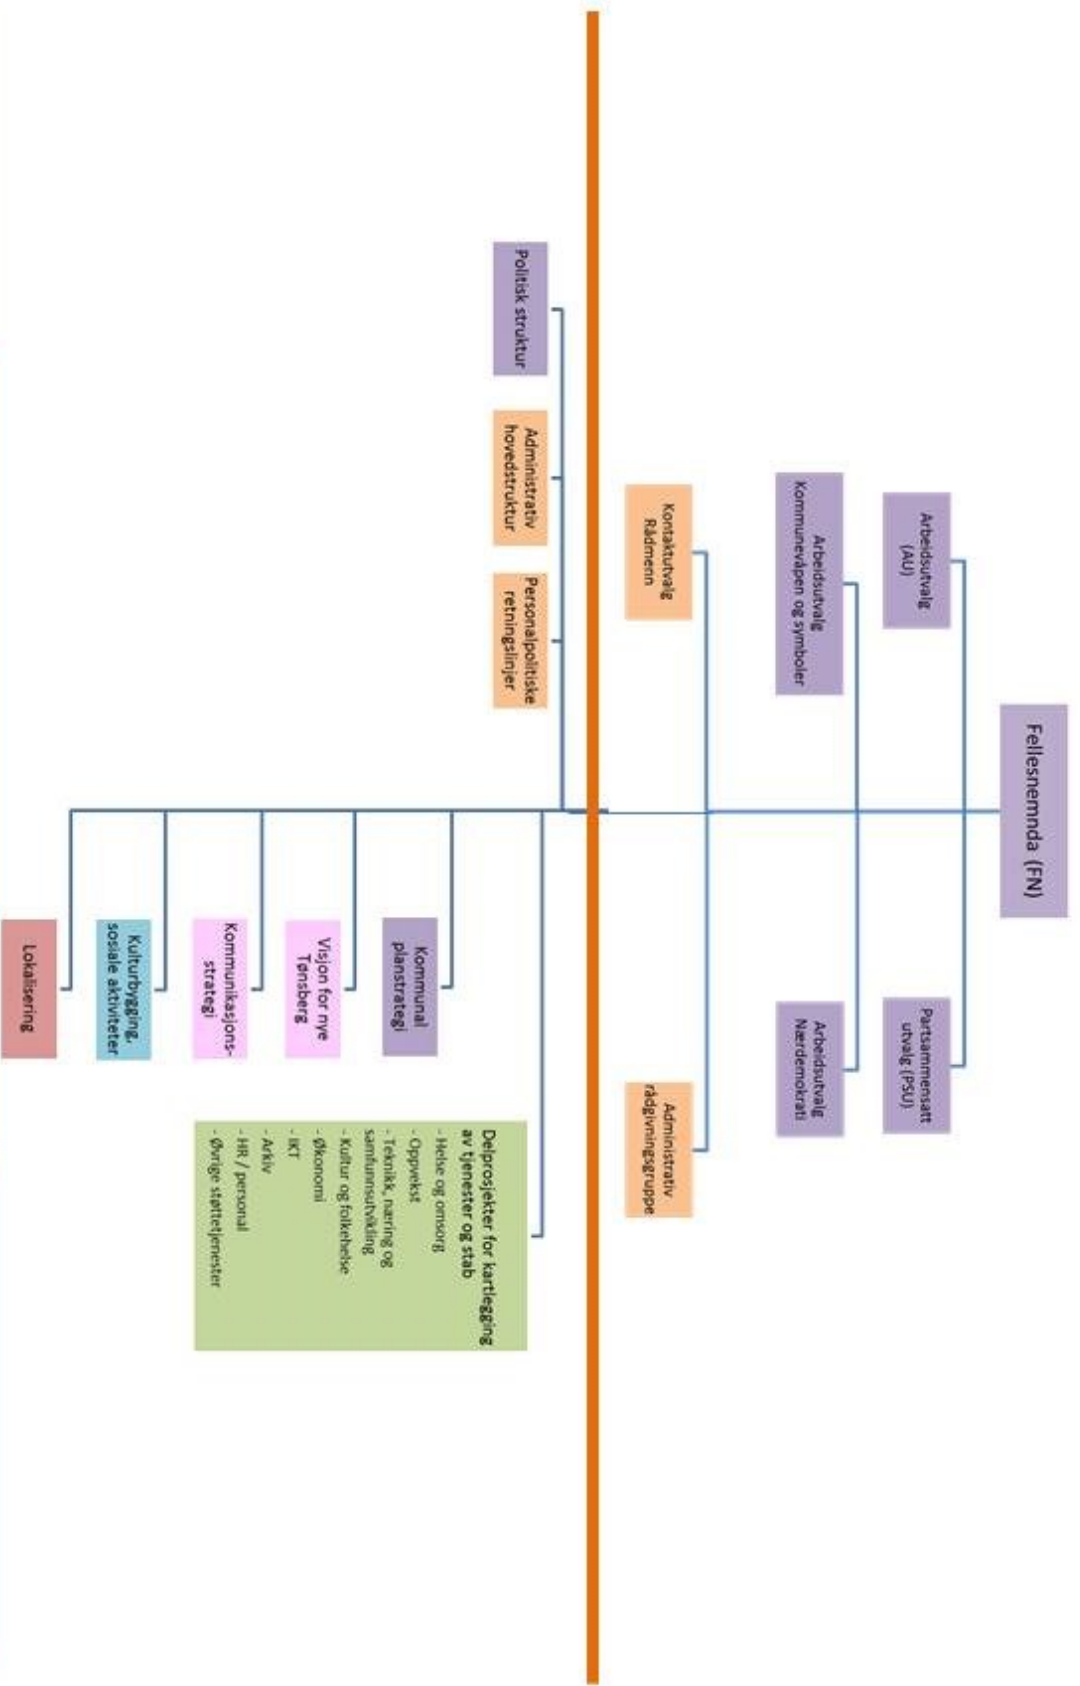 Fellesnemnda (FN)
Arbeidsutvalg
(AU)
Partsammensatt
utvalg (PSU)
Arbeidsutvalg
Kommunevåpen og symboler
Arbeidsutvalg
Nærdemokrati
Kontaktutvalg
Rådmenn
Administrativ
rådgivningsgruppe
Politisk struktur
Administrativ
hovedstruktur
Personalpolitiske
retningslinjer
Delprosjekter for kartlegging
av tjenester og stab
- Helse og omsorg
- Oppvekst
- Teknikk, næring og
samfunnsutvikling
- Kultur og folkehelse
- Økonomi
- IKT
- Arkiv
- HR / personal
- Øvrige støttetjenester
Kommunal
planstrategi
Visjon for nye
Tønsberg
Kommunikasjons-
strategi
Kulturbygging,
sosiale aktiviteter
Lokalisering